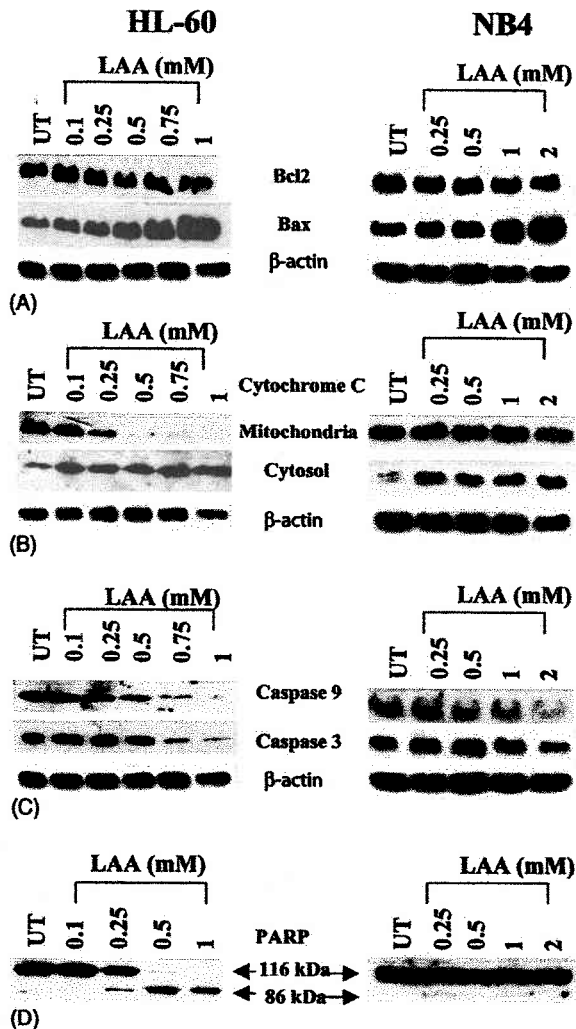 HL-60 NB4
LAA (mM) LAA (mM)
UT 0.1 0.25 0.5 0.75 1 UT 0.25 0.5 1 2
Bcl2
Bax
β-actin
(A)
LAA (mM) LAA (mM)
UT 0.1 0.25 0.5 0.75 1 Cytochrome C UT 0.25 0.5 1 2
Mitochondria
Cytosol
β-actin
(B)
LAA (mM) LAA (mM)
UT 0.1 0.25 0.5 0.75 1 UT 0.25 0.5 1 2
Caspase 9
Caspase 3
β-actin
(C)
LAA (mM) LAA (mM)
UT 0.1 0.25 0.5 1 PARP UT 0.25 0.5 1 2
116 kDa
86 kDa
(D)